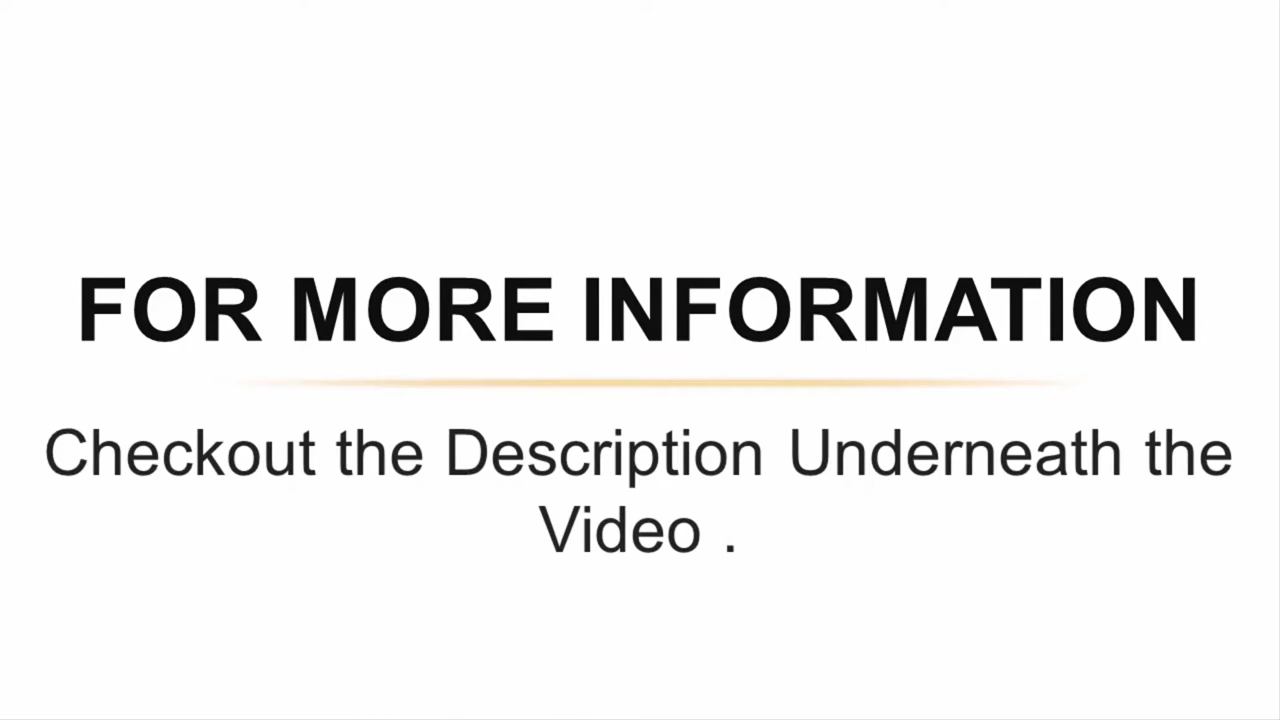 FOR MORE INFORMATION
Checkout the Description Underneath the
Video .